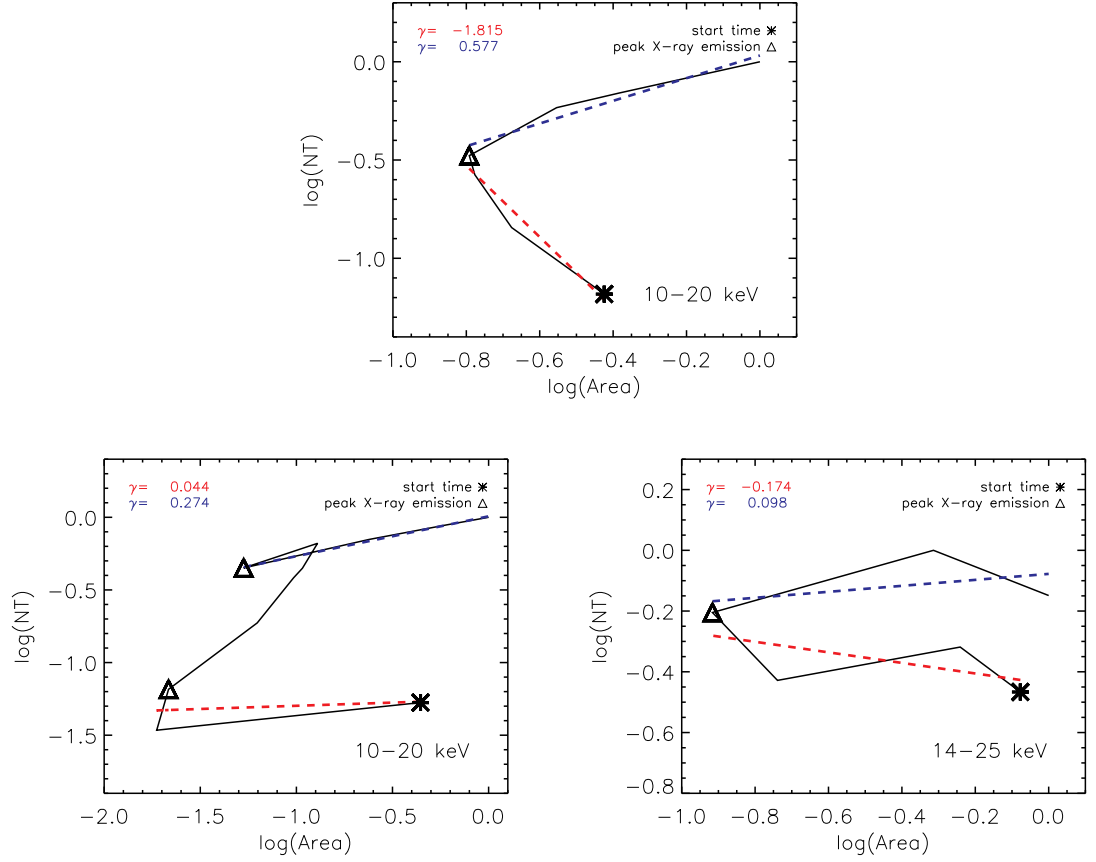 γ= −1.815
γ= 0.577
start time
peak X−ray emission
0.0
−0.5
−1.0
log(NT)
10−20 keV
−1.0 −0.8 −0.6 −0.4 −0.2 0.0
log(Area)
γ= 0.044
γ= 0.274
start time
peak X−ray emission
0.0
−0.5
−1.0
−1.5
log(NT)
10−20 keV
−2.0 −1.5 −1.0 −0.5 0.0
log(Area)
γ= −0.174
γ= 0.098
start time
peak X−ray emission
0.2
0.0
−0.2
−0.4
−0.6
−0.8
log(NT)
14−25 keV
−1.0 −0.8 −0.6 −0.4 −0.2 0.0
log(Area)